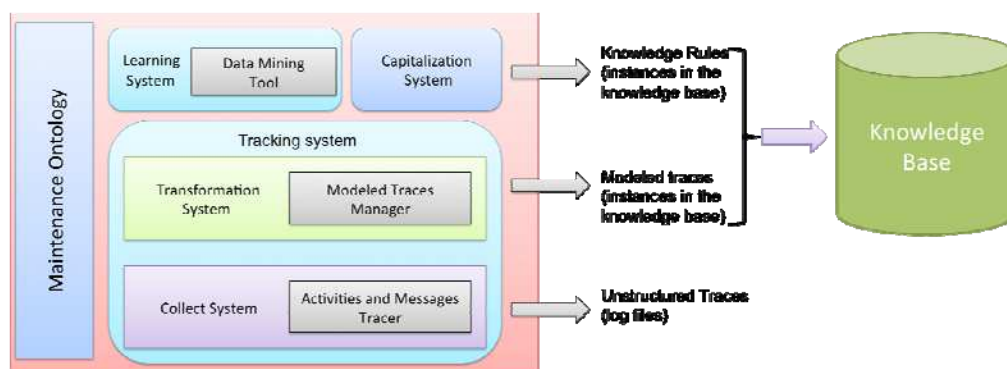 Maintenance Ontology
Learning
System
Data Mining
Tool
Capitalization
System
Tracking system
Transformation
System
Modeled Traces
Manager
Collect System
Activities and Messages
Tracer
Knowledge Rules
(instances in the
knowledge base)
Modeled traces
(instances in the
knowledge base)
Unstructured Traces
(log files)
Knowledge
Base